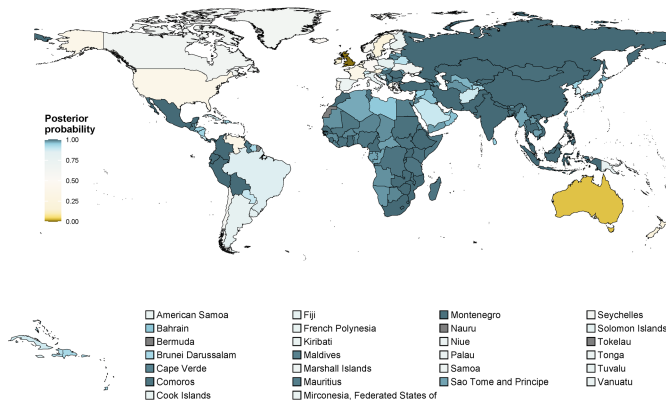 Posterior
probability
1.00
0.75
0.50
0.25
0.00
American Samoa
Bahrain
Bermuda
Brunei Darussalam
Cape Verde
Comoros
Cook Islands
Fiji
French Polynesia
Kiribati
Maldives
Marshall Islands
Mauritius
Mirconesia, Federated States of
Montenegro
Nauru
Niue
Palau
Samoa
Sao Tome and Principe
Seychelles
Solomon Islands
Tokelau
Tonga
Tuvalu
Vanuatu